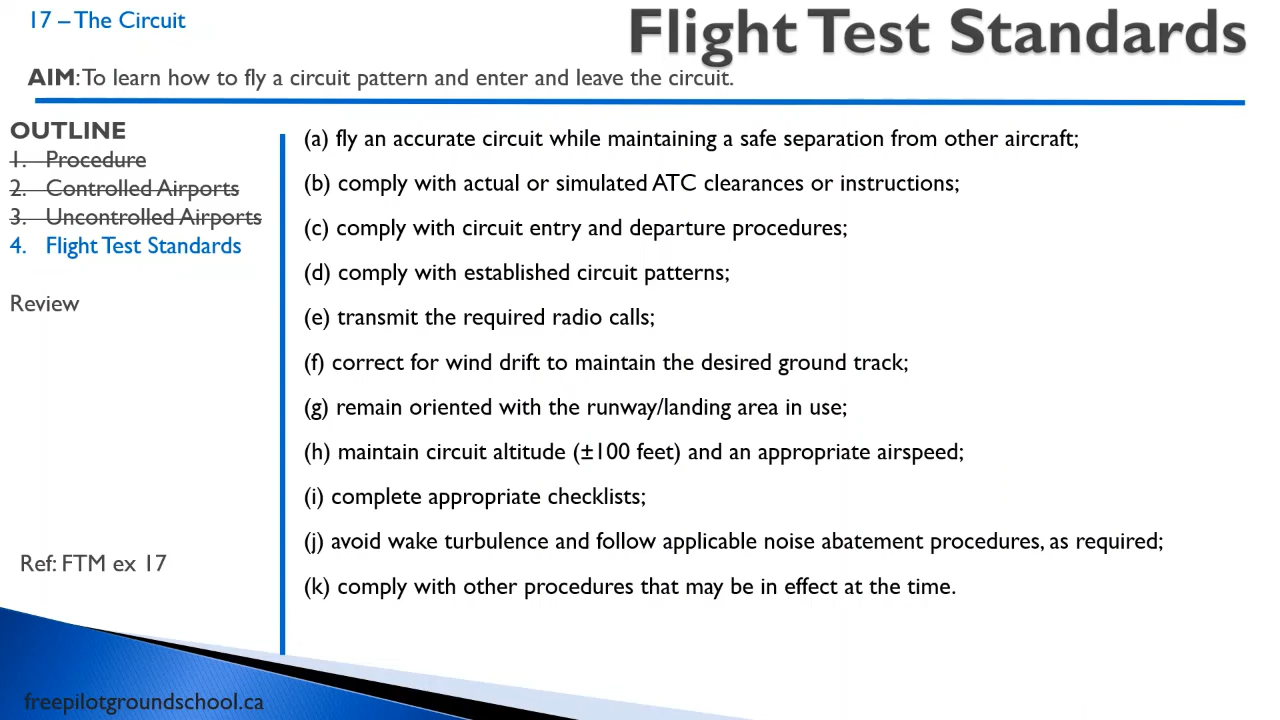 17 – The Circuit
Flight Test Standards
AIM: To learn how to fly a circuit pattern and enter and leave the circuit.
OUTLINE
1. Procedure
2. Controlled Airports
3. Uncontrolled Airports
4. Flight Test Standards
Review
Ref: FTM ex 17
(a) fly an accurate circuit while maintaining a safe separation from other aircraft;
(b) comply with actual or simulated ATC clearances or instructions;
(c) comply with circuit entry and departure procedures;
(d) comply with established circuit patterns;
(e) transmit the required radio calls;
(f) correct for wind drift to maintain the desired ground track;
(g) remain oriented with the runway/landing area in use;
(h) maintain circuit altitude (±100 feet) and an appropriate airspeed;
(i) complete appropriate checklists;
(j) avoid wake turbulence and follow applicable noise abatement procedures, as required;
(k) comply with other procedures that may be in effect at the time.
freepilotgroundschool.ca